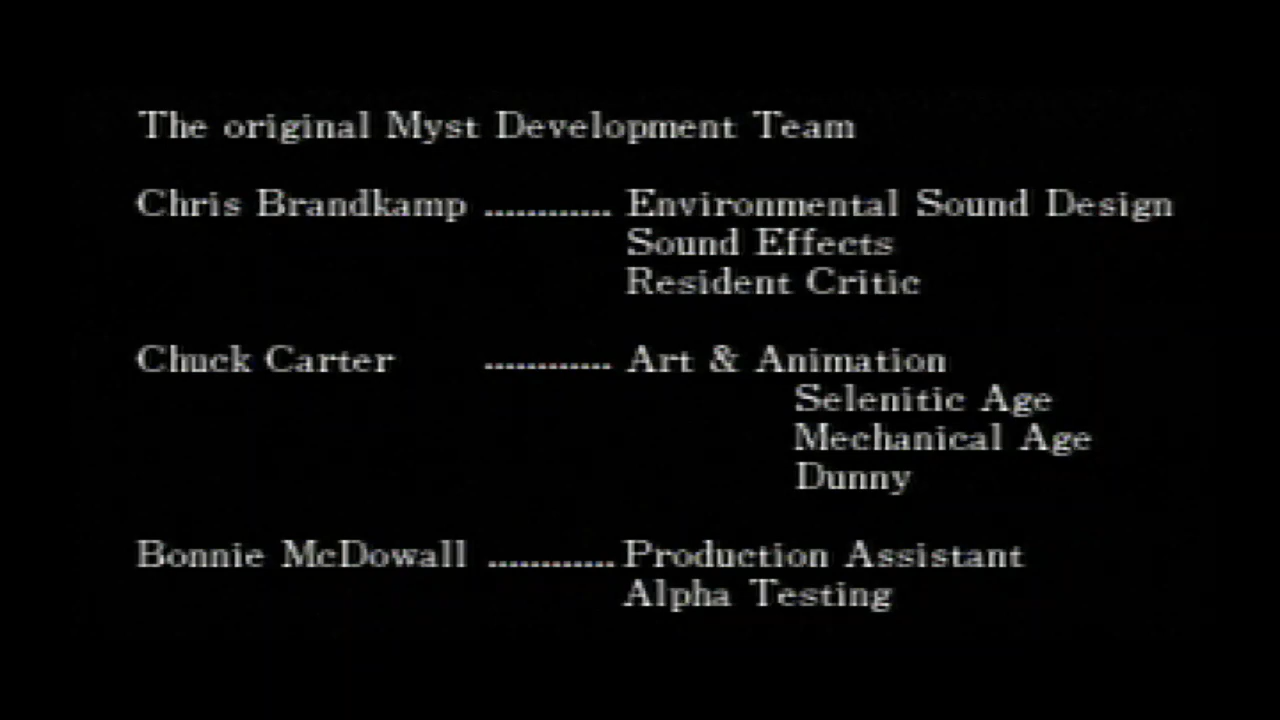 The original Myst Development Team
Chris Brandkamp ............ Environmental Sound Design
Sound Effects
Resident Critic
Chuck Carter ............ Art & Animation
Selenitic Age
Mechanical Age
Dunny
Bonnie McDowall ............ Production Assistant
Alpha Testing